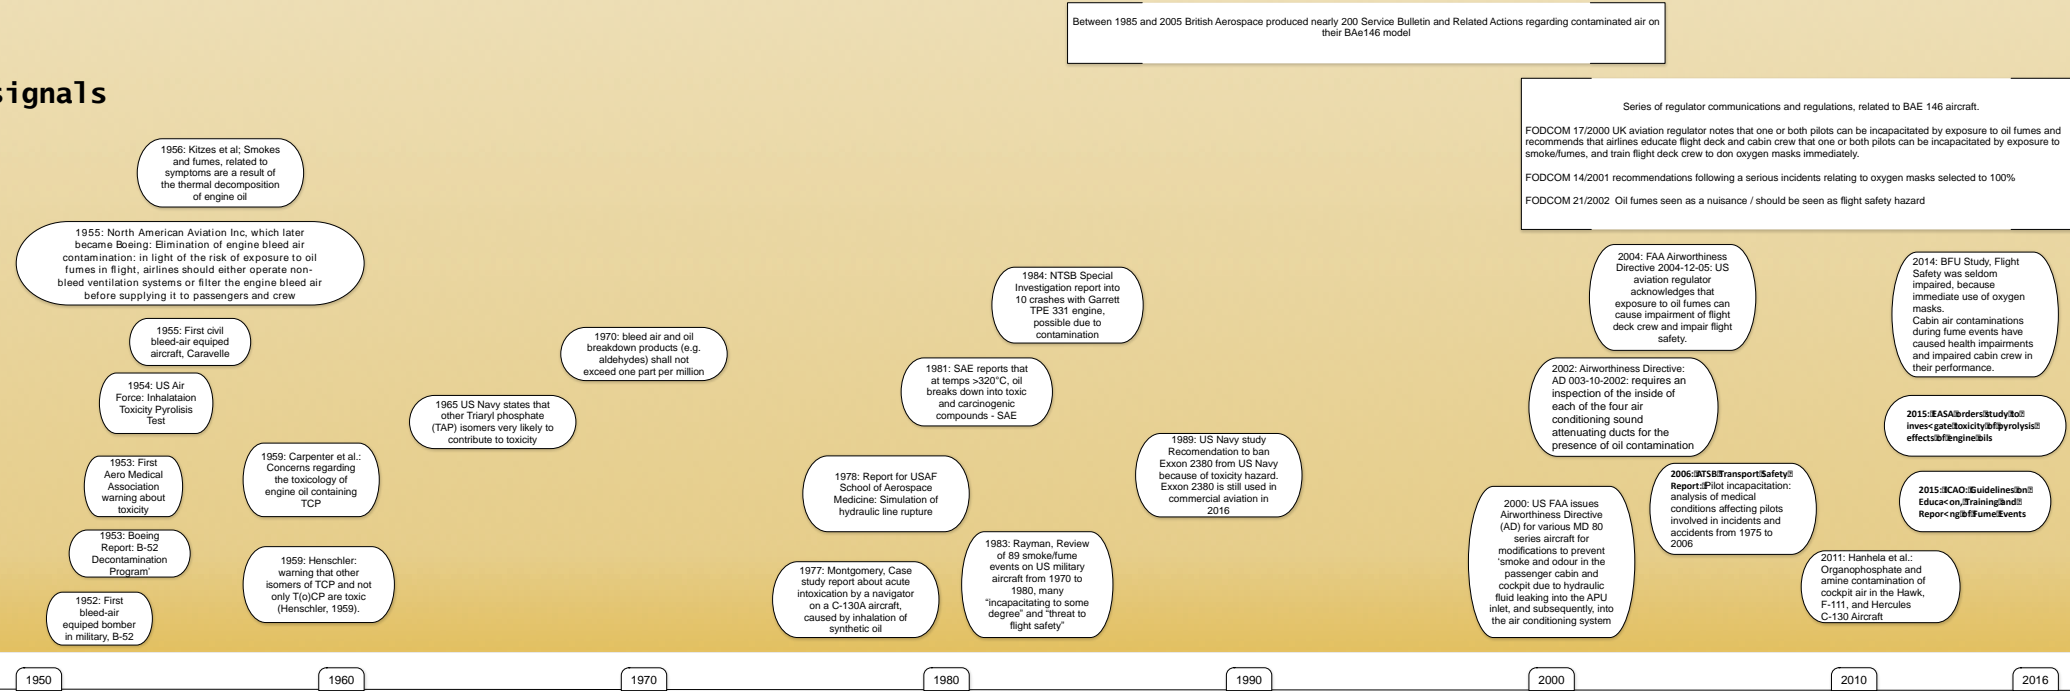 Between 1985 and 2005 British Aerospace produced nearly 200 Service Bulletin and Related Actions regarding contaminated air on
their BAe146 model
signals
Series of regulator communications and regulations, related to BAE 146 aircraft.
FODCOM 17/2000 UK aviation regulator notes that one or both pilots can be incapacitated by exposure to oil fumes and
recommends that airlines educate flight deck and cabin crew that one or both pilots can be incapacitated by exposure to
smoke/fumes, and train flight deck crew to don oxygen masks immediately.
FODCOM 14/2001 recommendations following a serious incidents relating to oxygen masks selected to 100%
FODCOM 21/2002 Oil fumes seen as a nuisance / should be seen as flight safety hazard
1956: Kitzes et al; Smokes
and fumes, related to
symptoms are a result of
the thermal decomposition
of engine oil
1955: North American Aviation Inc, which later
became Boeing: Elimination of engine bleed air
contamination: in light of the risk of exposure to oil
fumes in flight, airlines should either operate non-
bleed ventilation systems or filter the engine bleed air
before supplying it to passengers and crew
1955: First civil
bleed-air equiped
aircraft, Caravelle
1954: US Air
Force: Inhalataion
Toxicity Pyrolisis
Test
1953: First
Aero Medical
Association
warning about
toxicity
1953: Boeing
Report: B-52
Decontamination
Program'
1952: First
bleed-air
equiped bomber
in military, B-52
1959: Carpenter et al.:
Concerns regarding
the toxicology of
engine oil containing
TCP
1959: Henschler:
warning that other
isomers of TCP and not
only T(o)CP are toxic
(Henschler, 1959).
1965 US Navy states that
other Triaryl phosphate
(TAP) isomers very likely to
contribute to toxicity
1970: bleed air and oil
breakdown products (e.g.
aldehydes) shall not
exceed one part per million
1978: Report for USAF
School of Aerospace
Medicine: Simulation of
hydraulic line rupture
1977: Montgomery, Case
study report about acute
intoxication by a navigator
on a C-130A aircraft,
caused by inhalation of
synthetic oil
1984: NTSB Special
Investigation report into
10 crashes with Garrett
TPE 331 engine,
possible due to
contamination
1981: SAE reports that
at temps >320°C, oil
breaks down into toxic
and carcinogenic
compounds - SAE
1983: Rayman, Review
of 89 smoke/fume
events on US military
aircraft from 1970 to
1980, many
"incapacitating to some
degree" and "threat to
flight safety"
1989: US Navy study
Recomendation to ban
Exxon 2380 from US Navy
because of toxicity hazard.
Exxon 2380 is still used in
commercial aviation in
2016
2004: FAA Airworthiness
Directive 2004-12-05: US
aviation regulator
acknowledges that
exposure to oil fumes can
cause impairment of flight
deck crew and impair flight
safety.
2002: Airworthiness Directive:
AD 003-10-2002: requires an
inspection of the inside of
each of the four air
conditioning sound
attenuating ducts for the
presence of oil contamination
2000: US FAA issues
Airworthiness Directive
(AD) for various MD 80
series aircraft for
modifications to prevent
'smoke and odour in the
passenger cabin and
cockpit due to hydraulic
fluid leaking into the APU
inlet, and subsequently, into
the air conditioning system
2006: ATSB Transport Safety
Report: Pilot incapacitation:
analysis of medical
conditions affecting pilots
involved in incidents and
accidents from 1975 to
2006
2011: Hanhela et al.:
Organophosphate and
amine contamination of
cockpit air in the Hawk,
F-111, and Hercules
C-130 Aircraft
2014: BFU Study, Flight
Safety was seldom
impaired, because
immediate use of oxygen
masks.
Cabin air contaminations
during fume events have
caused health impairments
and impaired cabin crew in
their performance.
2015: EASA orders study to
inves<gate toxicity of pyrolysis
effects of engine oils
2015: ICAO: Guidelines on
Educa<on, Training and
Repor<ng of Fume Events
1950
1960
1970
1980
1990
2000
2010
2016